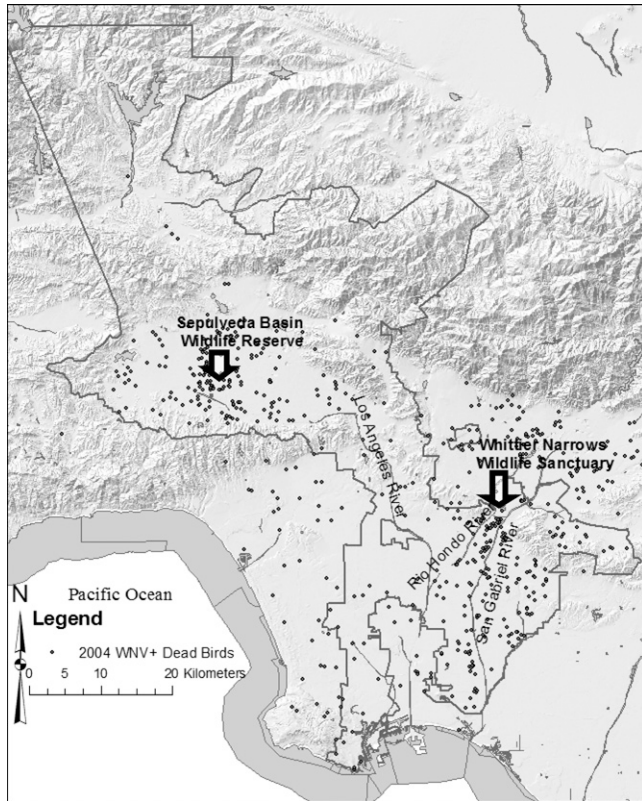 Sepulveda Basin
Wildlife Reserve
Los Angeles River
Whittier Narrows
Wildlife Sanctuary
Rio Hondo River
San Gabriel River
N
Pacific Ocean
Legend
2004 WNV+ Dead Birds
0 5 10 20 Kilometers